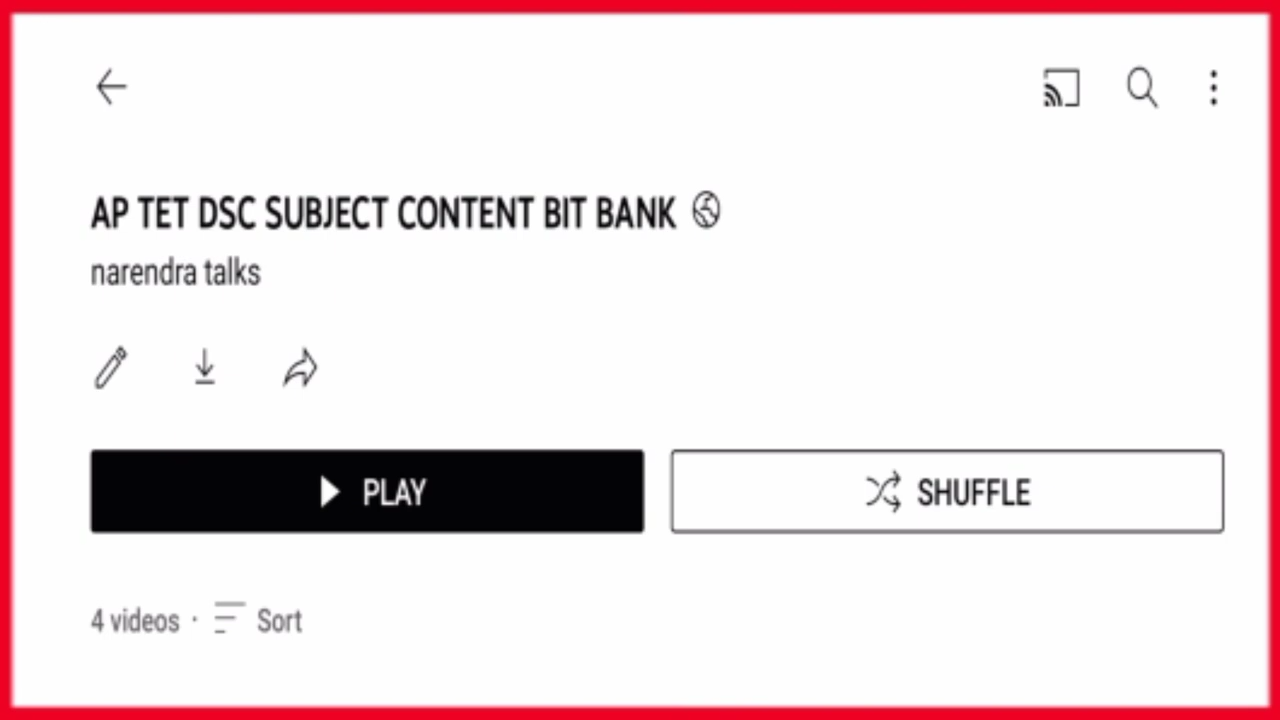 AP TET DSC SUBJECT CONTENT BIT BANK
narendra talks
PLAY
SHUFFLE
4 videos · Sort